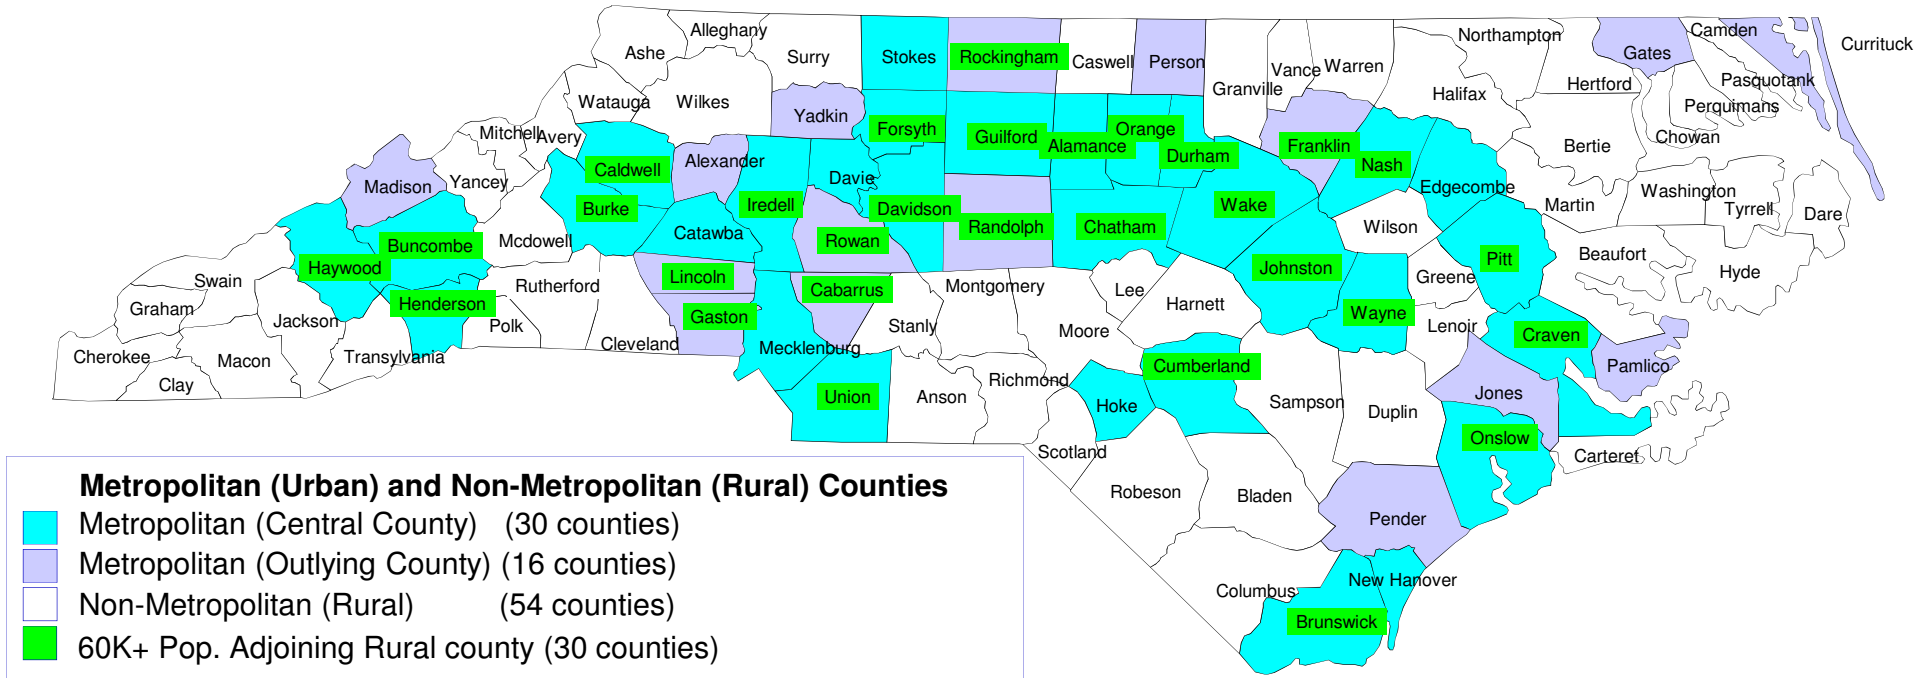 Alleghany
Ashe
Surry
Stokes
Rockingham
Caswell
Person
Granville
Vance
Warren
Northampton
Gates
Camden
Currituck
Hertford
Pasquotank
Perquimans
Chowan
Halifax
Bertie
Watauga
Wilkes
Yadkin
Forsyth
Guilford
Alamance
Orange
Durham
Franklin
Nash
Edgecombe
Martin
Washington
Tyrrell
Dare
Mitchell
Avery
Caldwell
Alexander
Davie
Iredell
Davidson
Randolph
Chatham
Wake
Wilson
Madison
Yancey
Burke
Catawba
Rowan
Johnston
Pitt
Beaufort
Hyde
Buncombe
Mcdowell
Haywood
Swain
Lincoln
Cabarrus
Montgomery
Lee
Harnett
Greene
Graham
Henderson
Rutherford
Gaston
Stanly
Moore
Wayne
Lenoir
Craven
Pamlico
Jackson
Polk
Cleveland
Mecklenburg
Cumberland
Cherokee
Macon
Transylvania
Clay
Union
Anson
Richmond
Hoke
Sampson
Duplin
Jones
Onslow
Carteret
Scotland
Robeson
Bladen
Pender
Columbus
New Hanover
Brunswick
Metropolitan (Urban) and Non-Metropolitan (Rural) Counties
Metropolitan (Central County) (30 counties)
Metropolitan (Outlying County) (16 counties)
Non-Metropolitan (Rural) (54 counties)
60K+ Pop. Adjoining Rural county (30 counties)